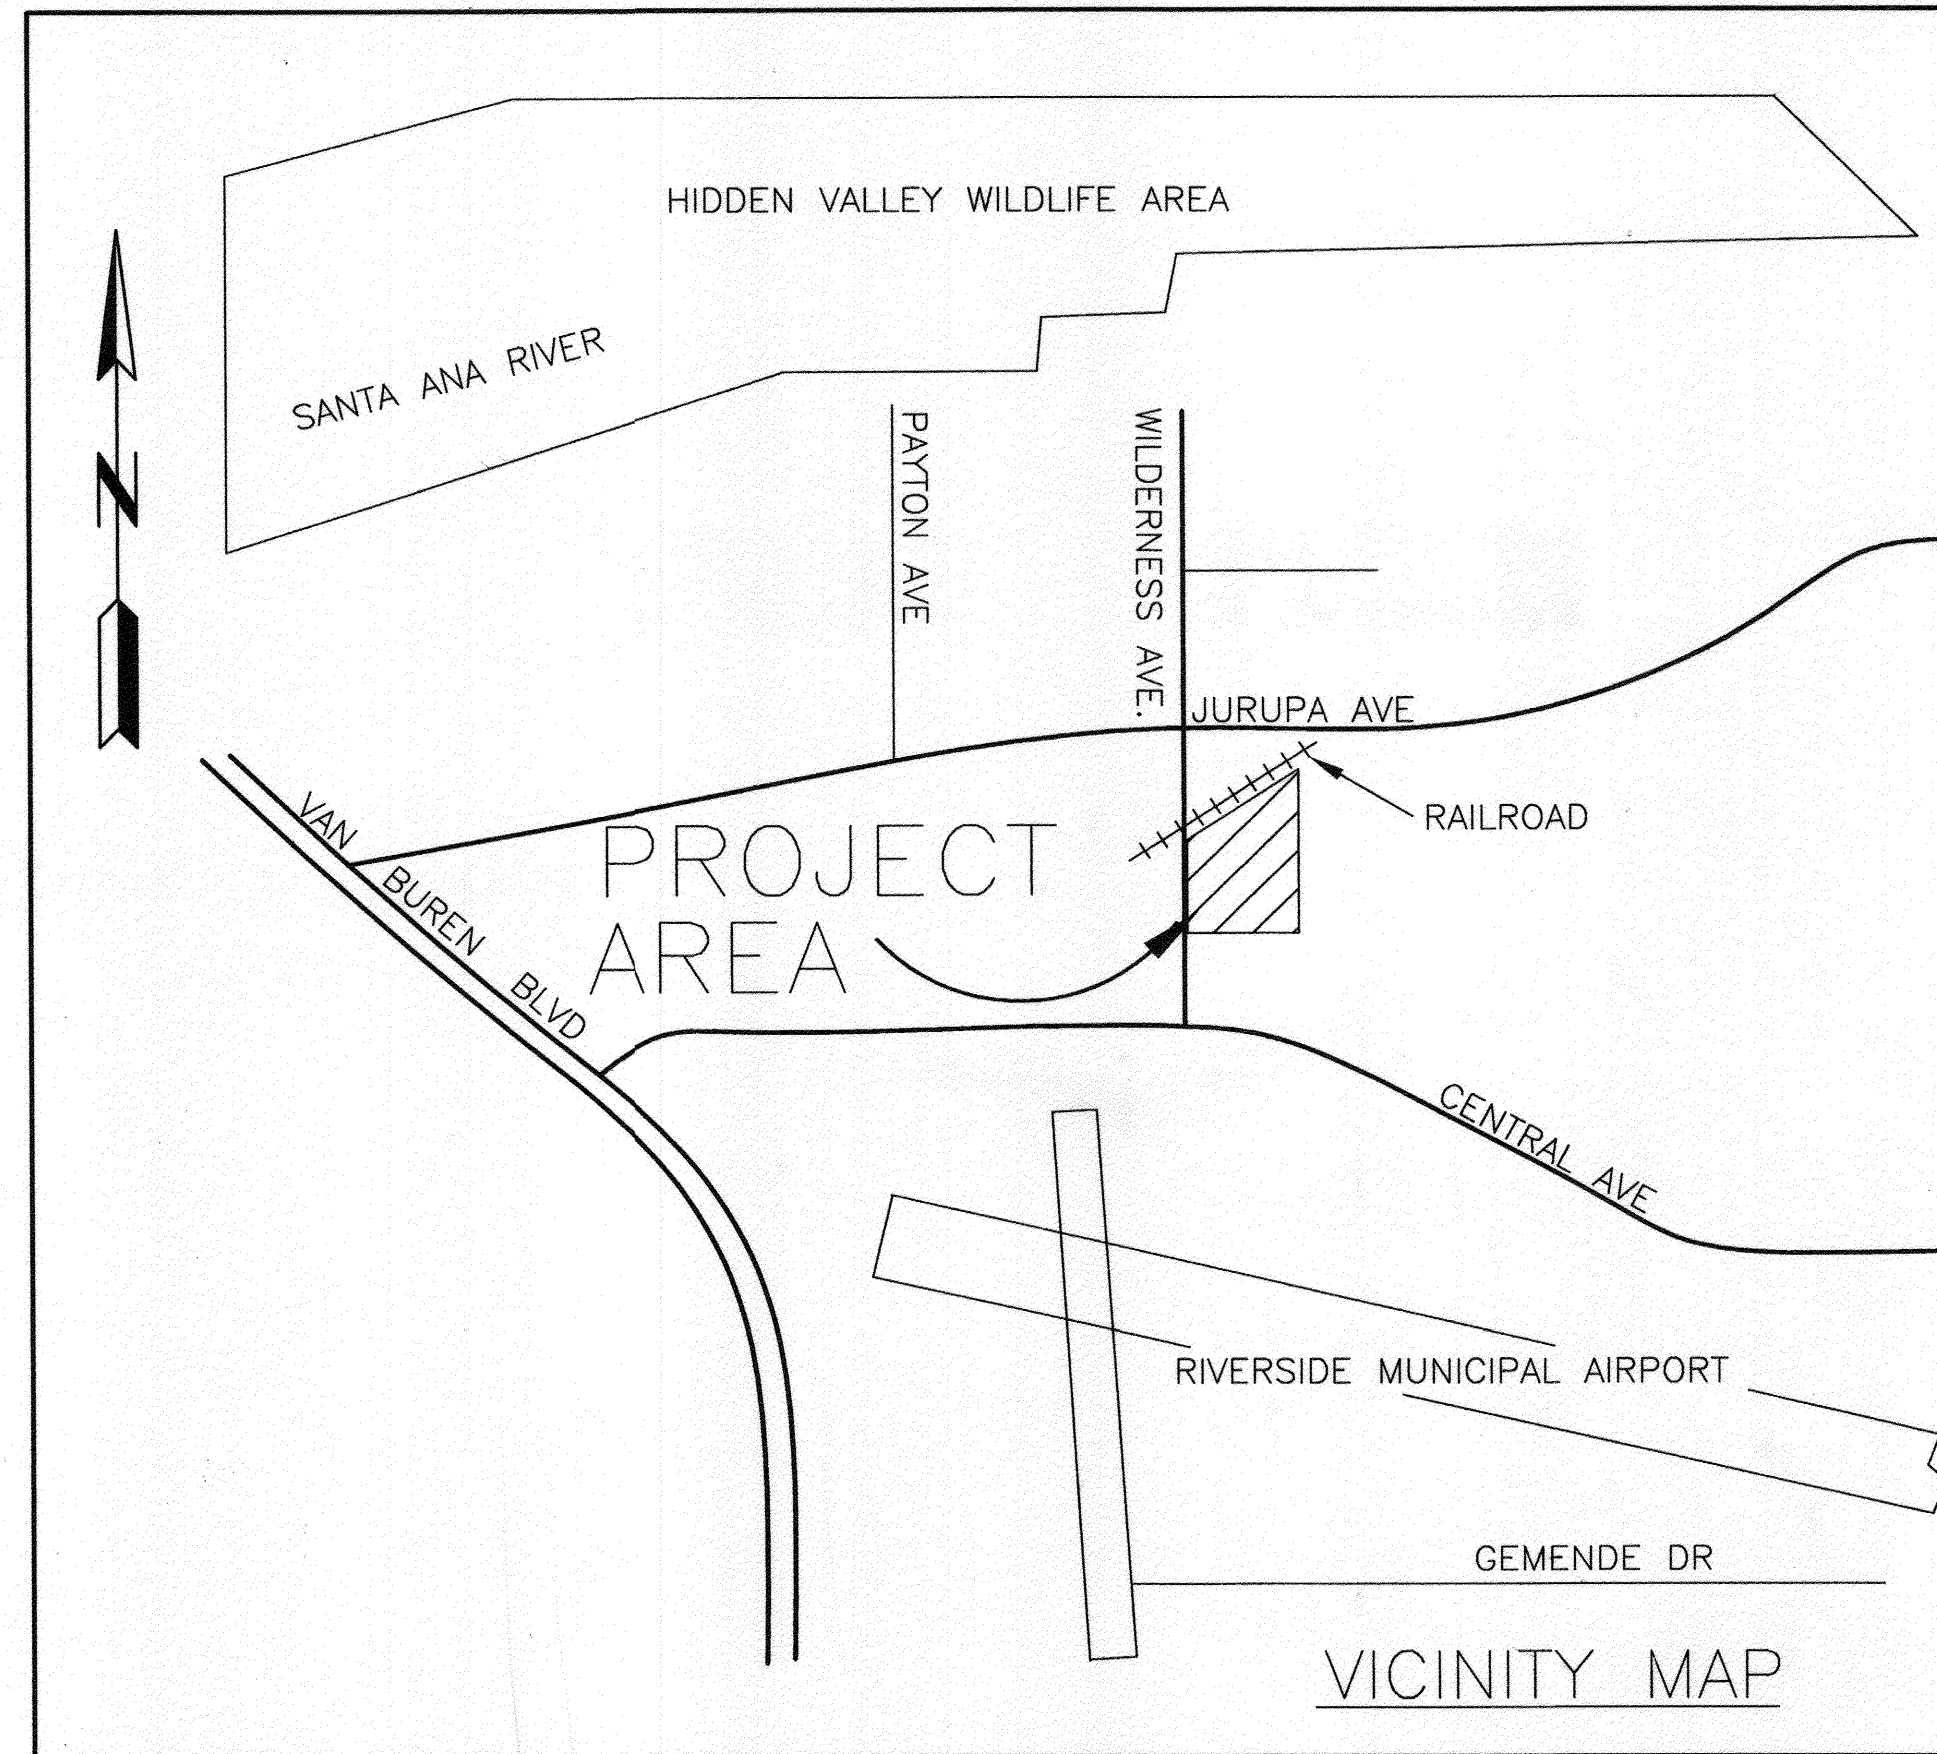 HIDDEN VALLEY WILDLIFE AREA
SANTA ANA RIVER
N
PAYTON AVE
WILDERNESS AVE.
JURUPA AVE
RAILROAD
VAN BUREN BLVD
PROJECT
AREA
CENTRAL AVE
RIVERSIDE MUNICIPAL AIRPORT
GEMENDE DR
VICINITY MAP